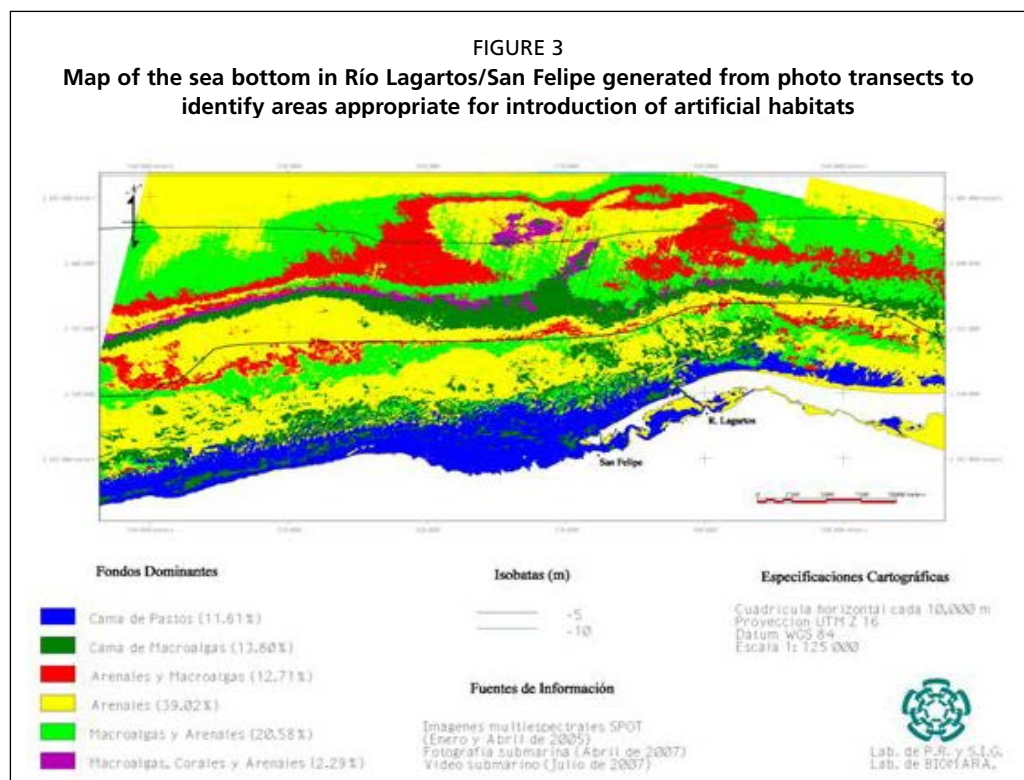 FIGURE 3
Map of the sea bottom in Río Lagartos/San Felipe generated from photo transects to
identify areas appropriate for introduction of artificial habitats
R. Lagartos
San Felipe
Fondos Dominantes
Cama de Pastos (11.61%)
Cama de Macroalgas (13.80%)
Arenales y Macroalgas (12.71%)
Arenales (39.02%)
Macroalgas y Arenales (20.58%)
Macroalgas, Corales y Arenales (2.29%)
Isobatas (m)
-5
-10
Fuentes de Información
Imagenes multiespectrales SPOT
(Enero y Abril de 2005)
Fotografia submarina (Abril de 2007)
Video submarino (Julio de 2007)
Especificaciones Cartográficas
Cuadricula horizontal cada 10,000 m
Proyeccion UTM Z 16
Datum WGS 84
Escala 1: 125 000
Lab. de P.R. y S.I.G.
Lab. de BIOMARA.